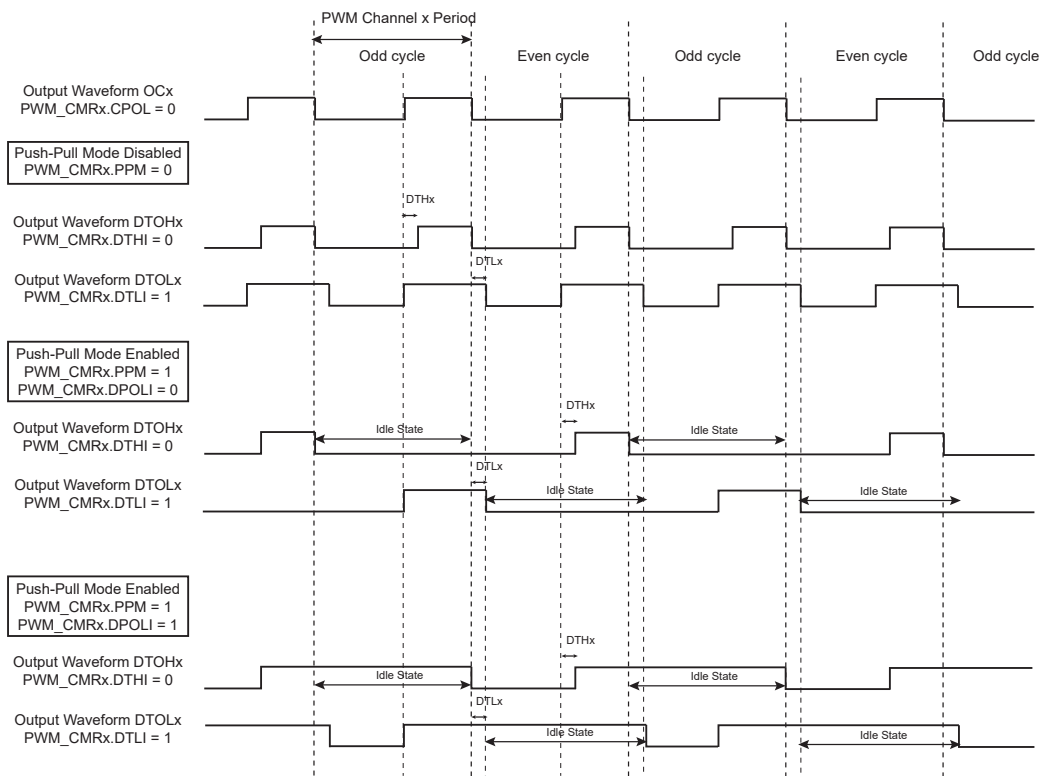 PWM Channel x Period
Odd cycle
Even cycle
Odd cycle
Even cycle
Odd cycle
Output Waveform OCx
PWM_CMRx.CPOL = 0
Push-Pull Mode Disabled
PWM_CMRx.PPM = 0
DTHx
Output Waveform DTOHx
PWM_CMRx.DTHI = 0
DTLx
Output Waveform DTOLx
PWM_CMRx.DTLI = 1
Push-Pull Mode Enabled
PWM_CMRx.PPM = 1
PWM_CMRx.DPOLI = 0
DTHx
Output Waveform DTOHx
PWM_CMRx.DTHI = 0
Idle State
Idle State
DTLx
Output Waveform DTOLx
PWM_CMRx.DTLI = 1
Idle State
Idle State
Push-Pull Mode Enabled
PWM_CMRx.PPM = 1
PWM_CMRx.DPOLI = 1
DTHx
Output Waveform DTOHx
PWM_CMRx.DTHI = 0
Idle State
Idle State
DTLx
Output Waveform DTOLx
PWM_CMRx.DTLI = 1
Idle State
Idle State